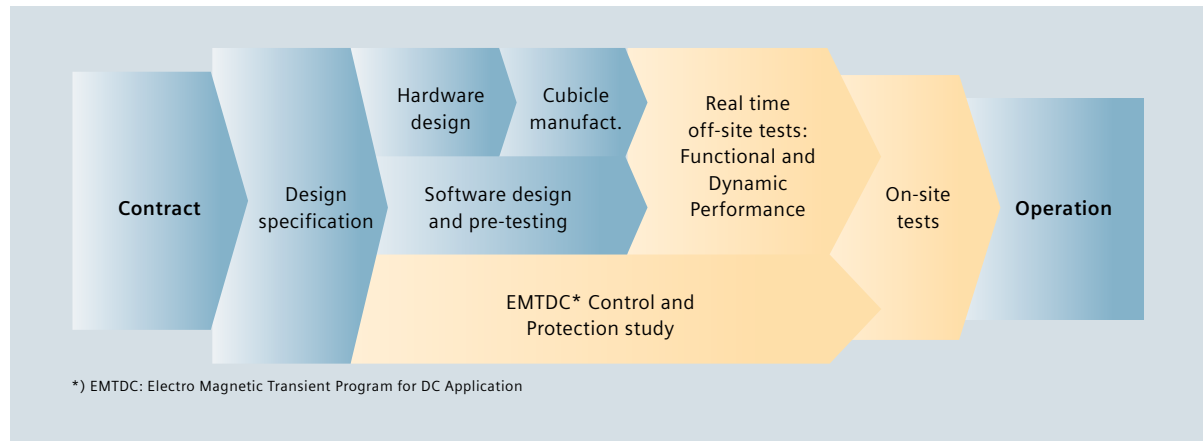 Contract
Design
specification
Hardware
design
Cubicle
manufact.
Software design
and pre-testing
Real time
off-site tests:
Functional and
Dynamic
Performance
EMTDC* Control and
Protection study
On-site
tests
Operation
*) EMTDC: Electro Magnetic Transient Program for DC Application